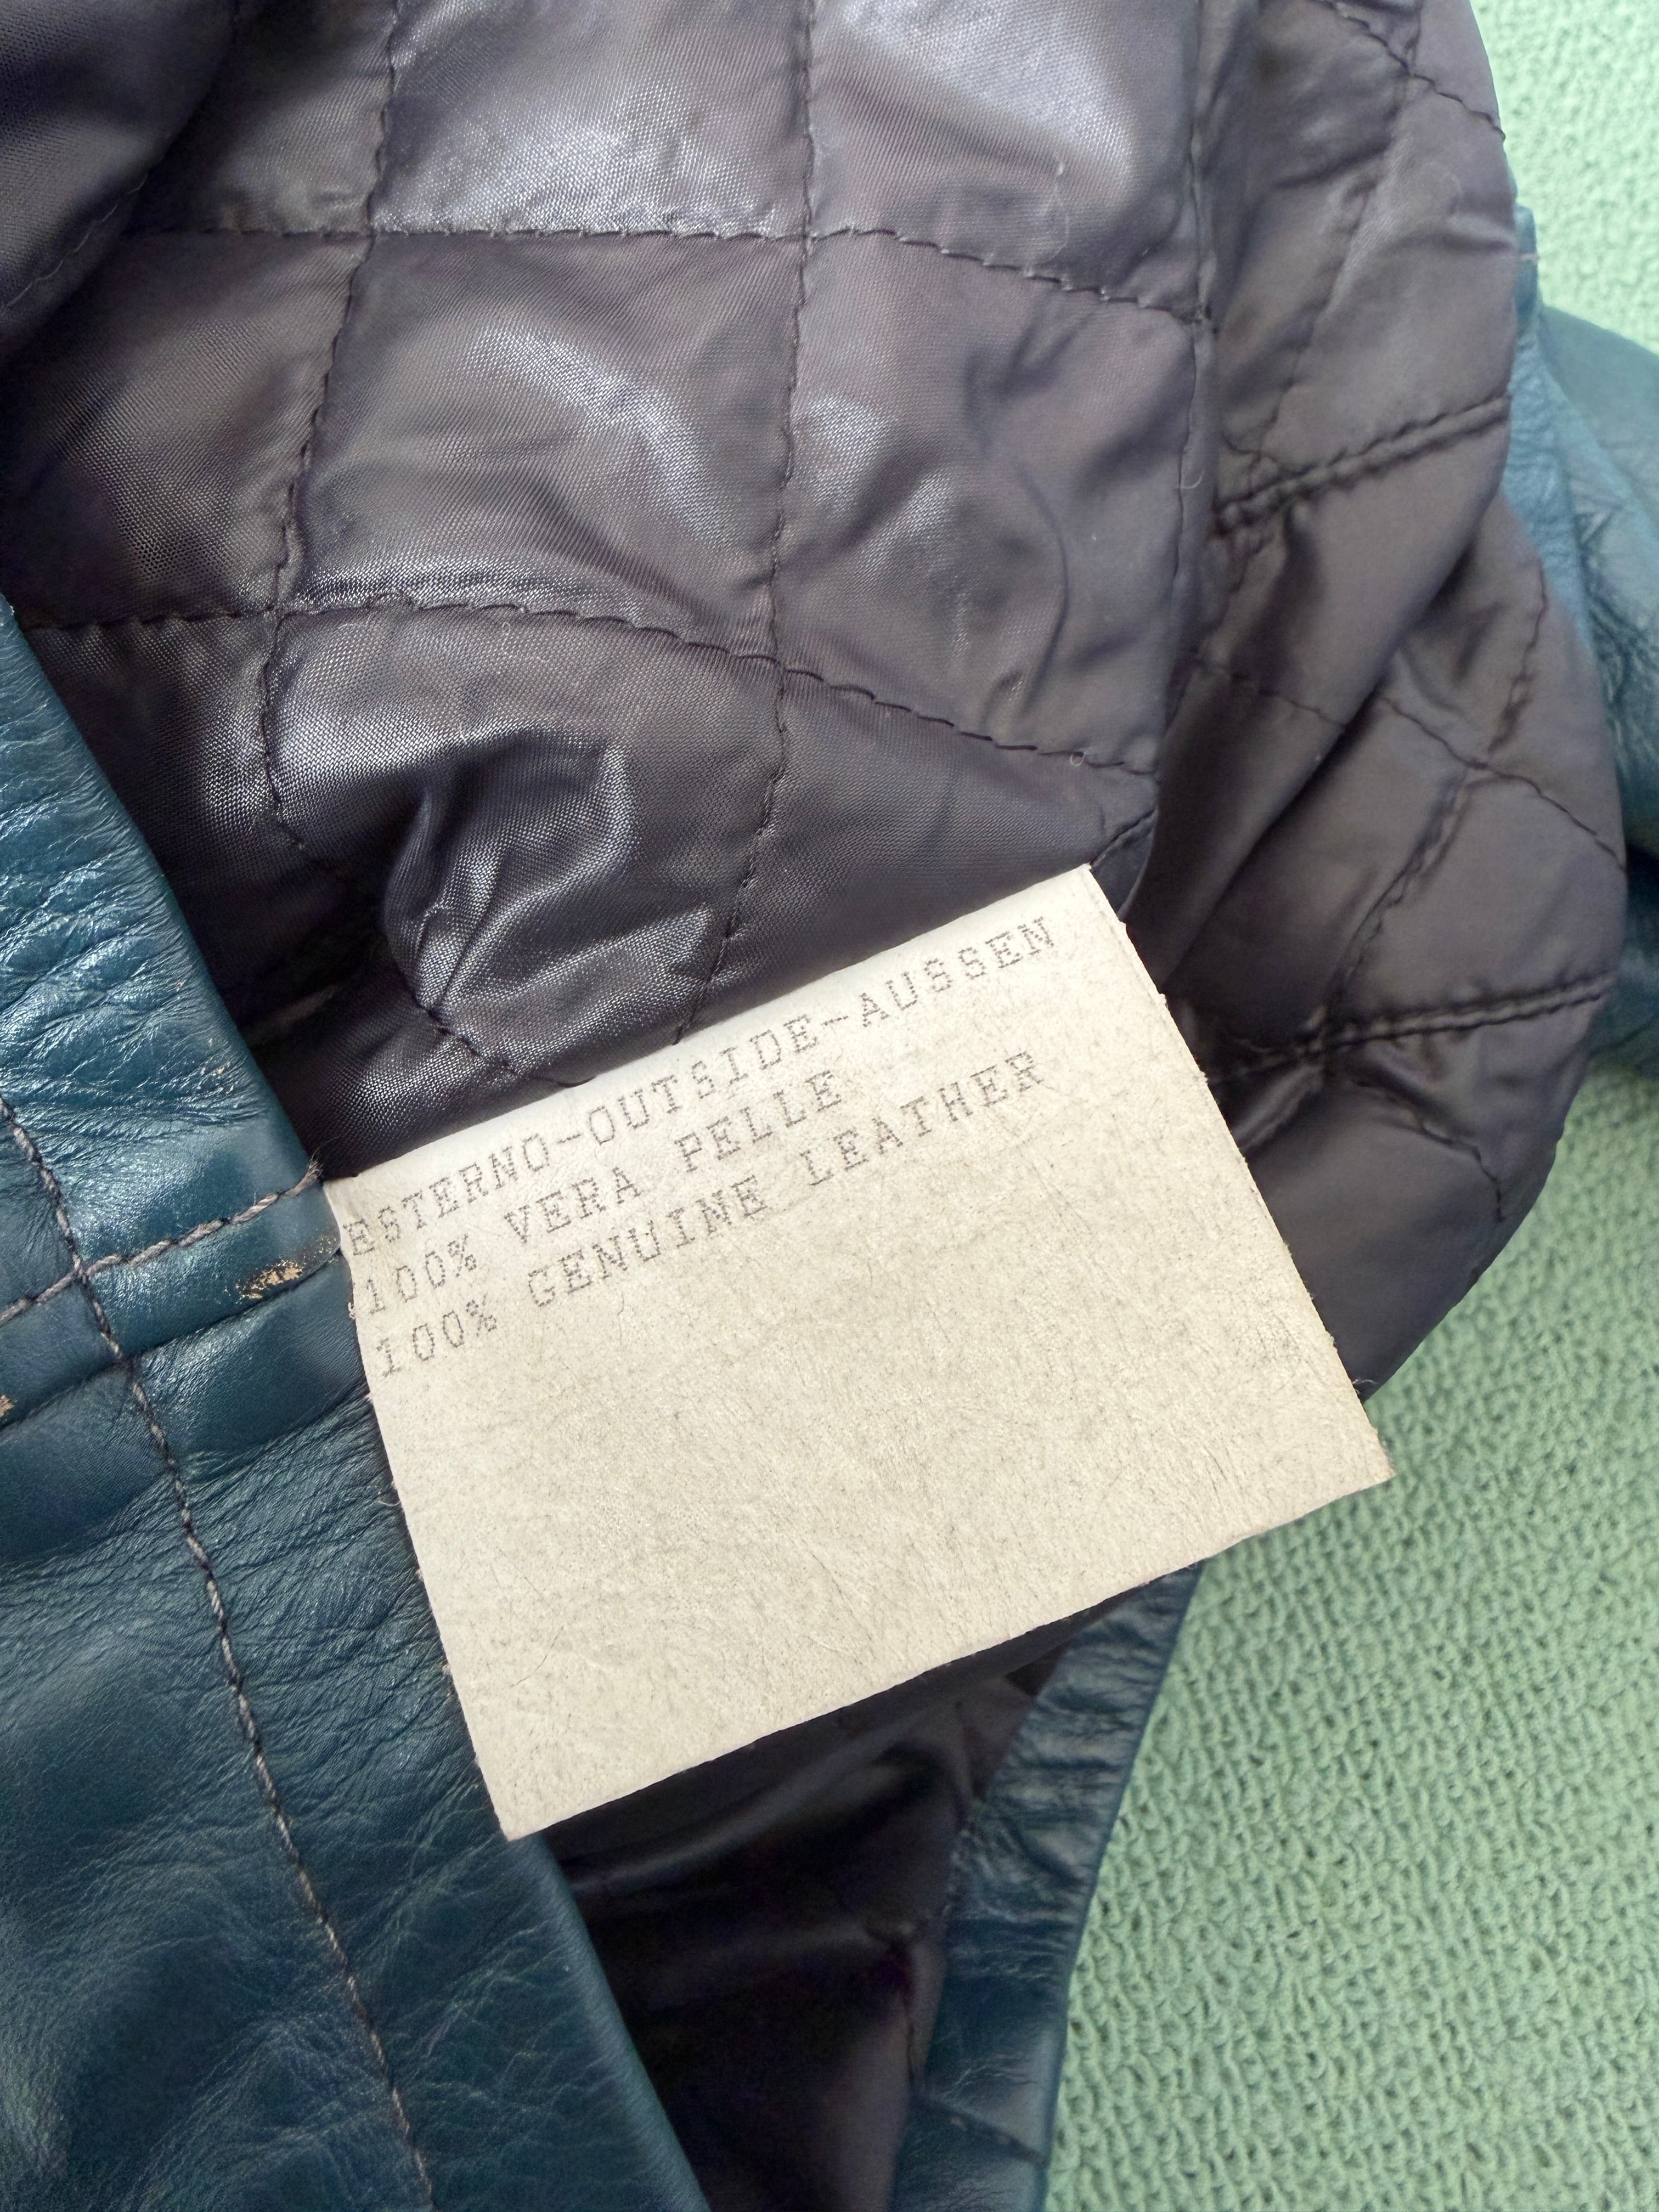 ESTERNO-OUTSIDE-AUSSEN
100% VERA PELLE
100% GENUINE LEATHER